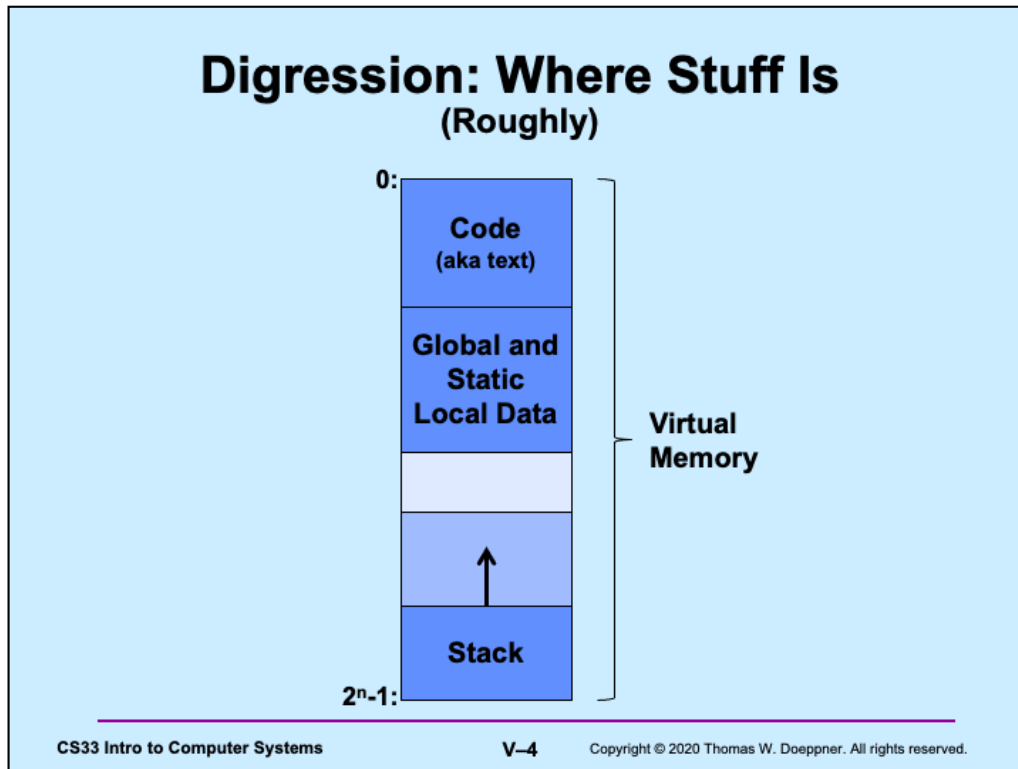 Digression: Where Stuff Is
(Roughly)
0:
Code
(aka text)
Global and
Static
Local Data
Virtual
Memory
Stack
2ⁿ-1:
CS33 Intro to Computer Systems
V–4
Copyright © 2020 Thomas W. Doeppner. All rights reserved.